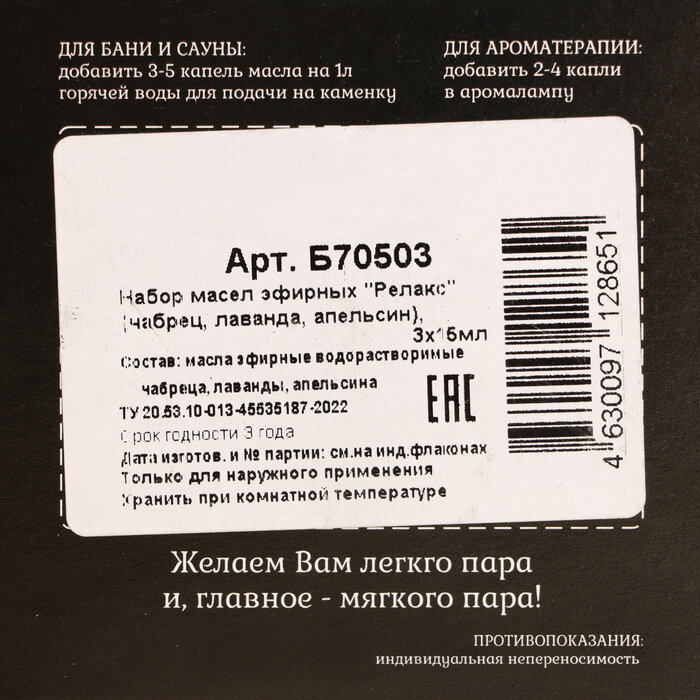 ДЛЯ БАНИ И САУНЫ:
добавить 3-5 капель масла на 1л
горячей воды для подачи на каменку
ДЛЯ АРОМАТЕРАПИИ:
добавить 2-4 капли
в аромалампу
Арт. Б70503
Набор масел эфирных "Релакс"
(чабрец, лаванда, апельсин),
3х15мл
Состав: масла эфирные водорастворимые
чабреца, лаванды, апельсина
ТУ 20.53.10-013-45535187-2022
Срок годности 3 года
Дата изготов. и № партии: см.на инд.флаконах
Только для наружного применения
Хранить при комнатной температуре
EAC
4 630097 128651
Желаем Вам легкго пара
и, главное - мягкого пара!
ПРОТИВОПОКАЗАНИЯ:
индивидуальная непереносимость